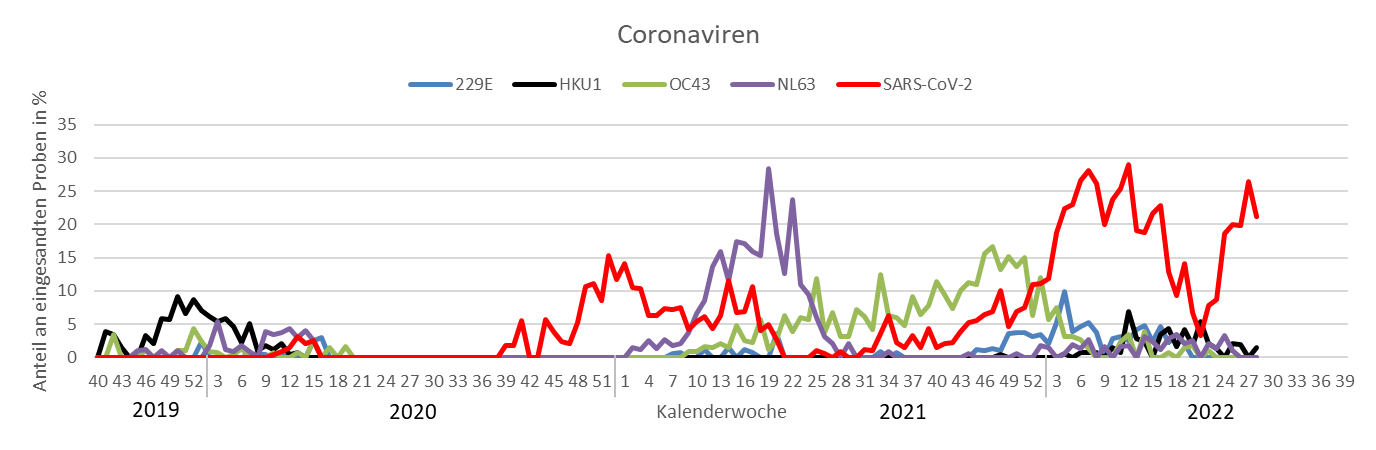 Coronaviren
229E HKU1 OC43 NL63 SARS-CoV-2
Anteil an eingesandten Proben in %
35
30
25
20
15
10
5
0
40 43 46 49 52 3 6 9 12 15 18 21 24 27 30 33 36 39 42 45 48 51 1 4 7 10 13 16 19 22 25 28 31 34 37 40 43 46 49 52 3 6 9 12 15 18 21 24 27 30 33 36 39
2019 2020 Kalenderwoche 2021 2022